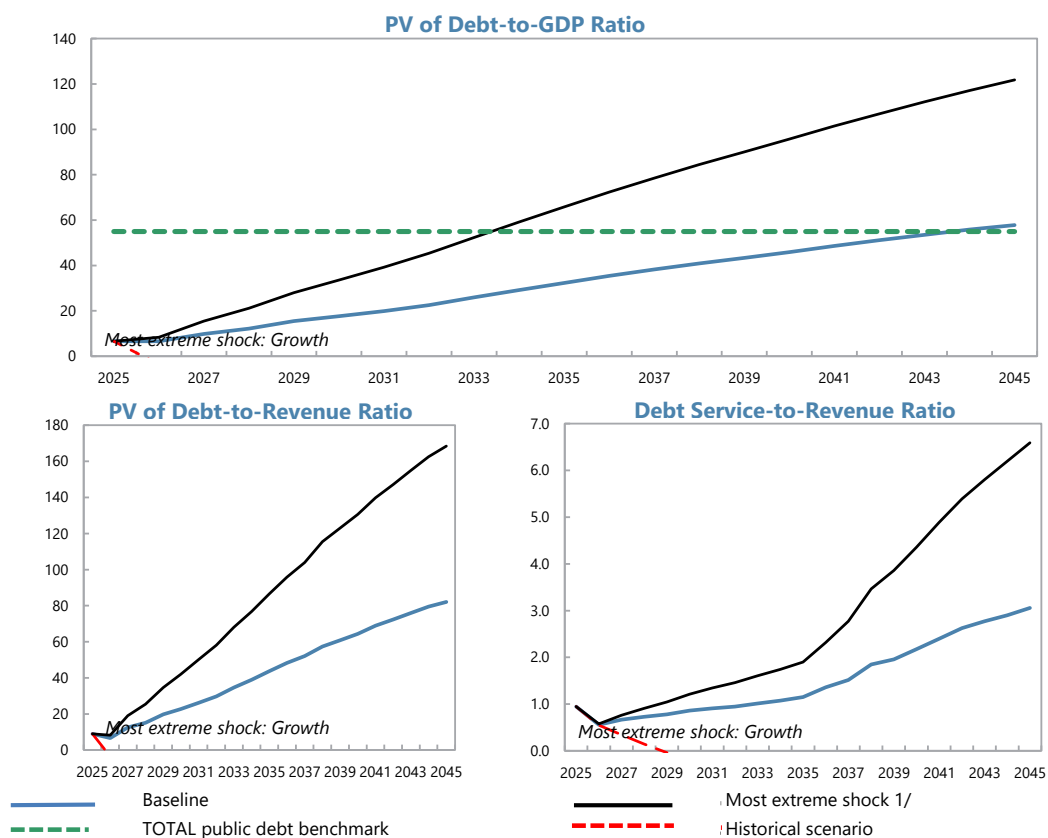 PV of Debt-to-GDP Ratio
140
120
100
80
60
40
20
0
Most extreme shock: Growth
2025 2027 2029 2031 2033 2035 2037 2039 2041 2043 2045
PV of Debt-to-Revenue Ratio
180
160
140
120
100
80
60
40
20
0
Most extreme shock: Growth
2025 2027 2029 2031 2033 2035 2037 2039 2041 2043 2045
Debt Service-to-Revenue Ratio
7.0
6.0
5.0
4.0
3.0
2.0
1.0
0.0
Most extreme shock: Growth
2025 2027 2029 2031 2033 2035 2037 2039 2041 2043 2045
Baseline
Most extreme shock 1/
TOTAL public debt benchmark
Historical scenario